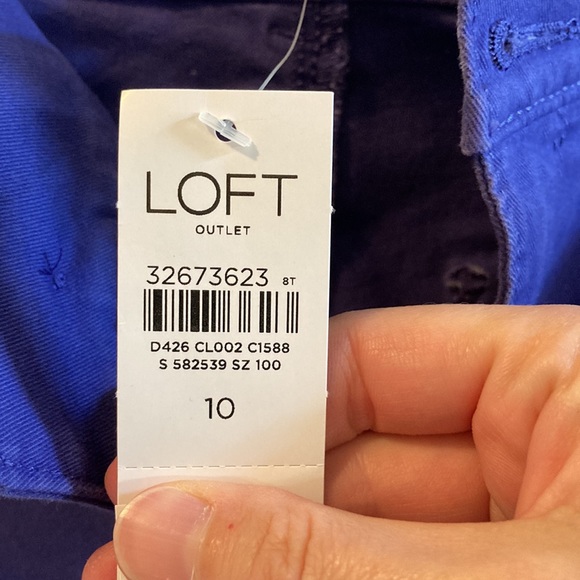 LOFT
OUTLET
32673623 8T
D426 CL002 C1588
S 582539 SZ 100
10